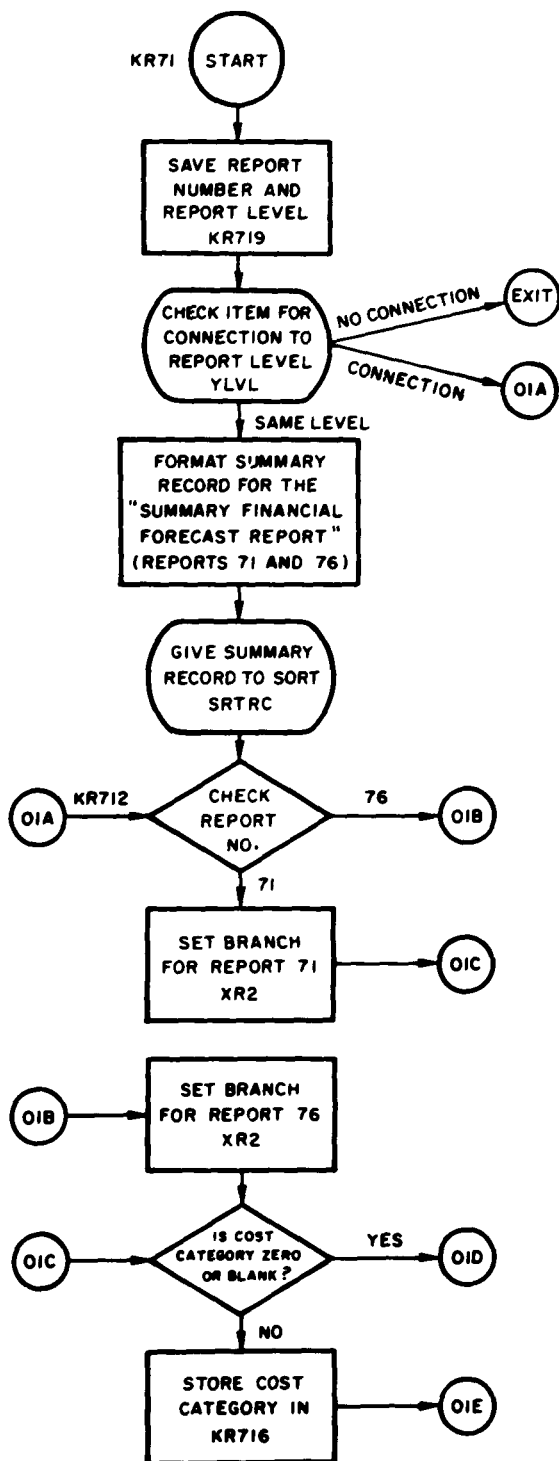 KR71
START
SAVE REPORT
NUMBER AND
REPORT LEVEL
KR719
CHECK ITEM FOR
CONNECTION TO
REPORT LEVEL
YLVL
NO CONNECTION
EXIT
CONNECTION
01A
SAME LEVEL
FORMAT SUMMARY
RECORD FOR THE
"SUMMARY FINANCIAL
FORECAST REPORT"
(REPORTS 71 AND 76)
GIVE SUMMARY
RECORD TO SORT
SRTRC
01A
KR712
CHECK
REPORT
NO.
76
01B
71
SET BRANCH
FOR REPORT 71
XR2
01C
01B
SET BRANCH
FOR REPORT 76
XR2
01C
IS COST
CATEGORY ZERO
OR BLANK?
YES
01D
NO
STORE COST
CATEGORY IN
KR716
01E